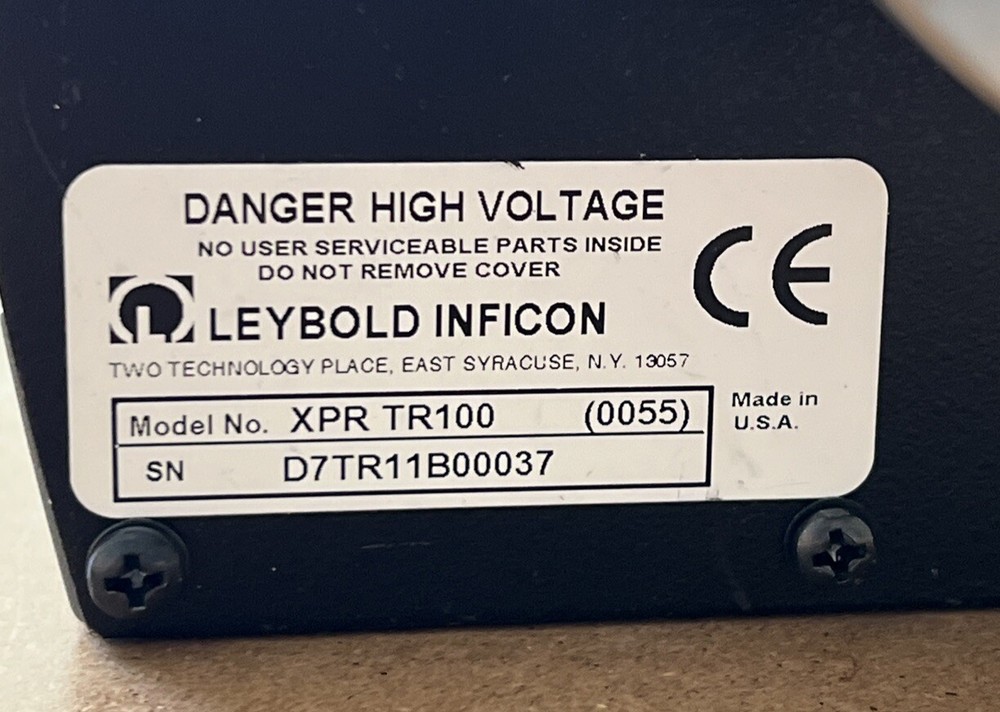 DANGER HIGH VOLTAGE
NO USER SERVICEABLE PARTS INSIDE
DO NOT REMOVE COVER
CE
L LEYBOLD INFICON
TWO TECHNOLOGY PLACE, EAST SYRACUSE, N.Y. 13057
Made in
U.S.A.
Model No. XPR TR100 (0055)
SN D7TR11B00037